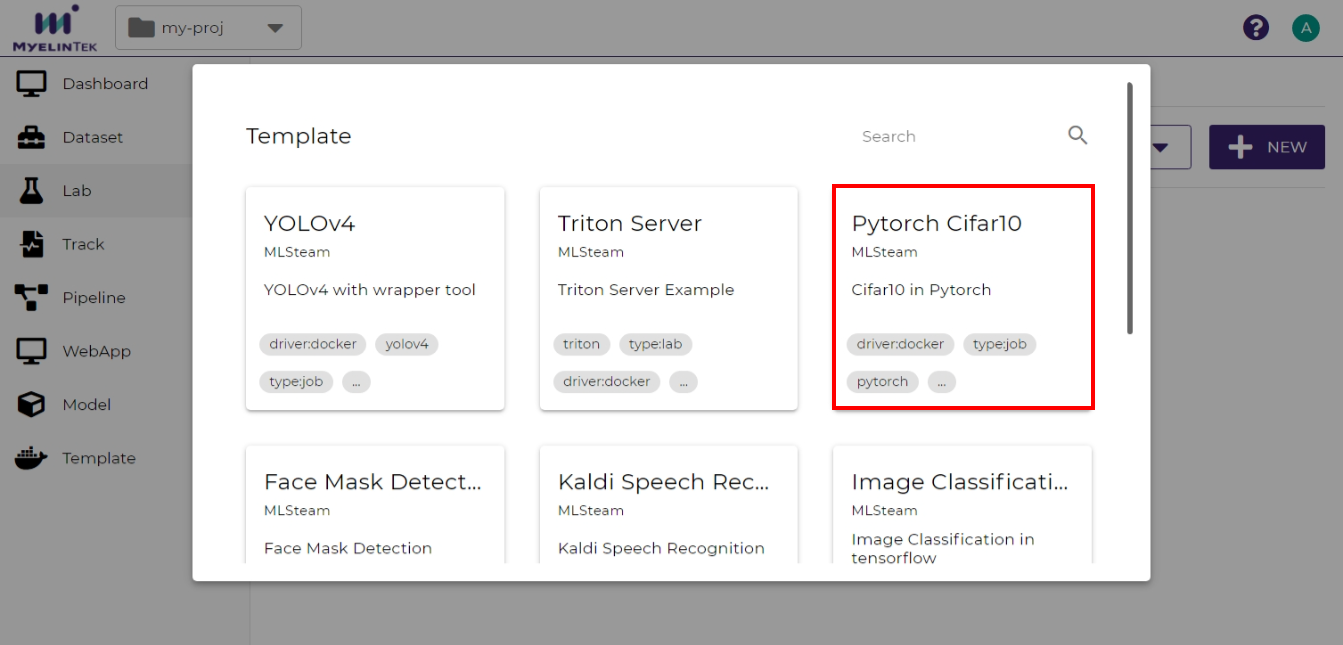 MYELINTEK
my-proj
?
A
Dashboard
Dataset
Lab
Track
Pipeline
WebApp
Model
Template
NEW
Template
Search
YOLOv4
MLSteam
YOLOv4 with wrapper tool
driver:docker yolov4
type:job ...
Triton Server
MLSteam
Triton Server Example
triton type:lab
driver:docker ...
Pytorch Cifar10
MLSteam
Cifar10 in Pytorch
driver:docker type:job
pytorch ...
Face Mask Detect...
MLSteam
Face Mask Detection
Kaldi Speech Rec...
MLSteam
Kaldi Speech Recognition
Image Classificati...
MLSteam
Image Classification in
tensorflow